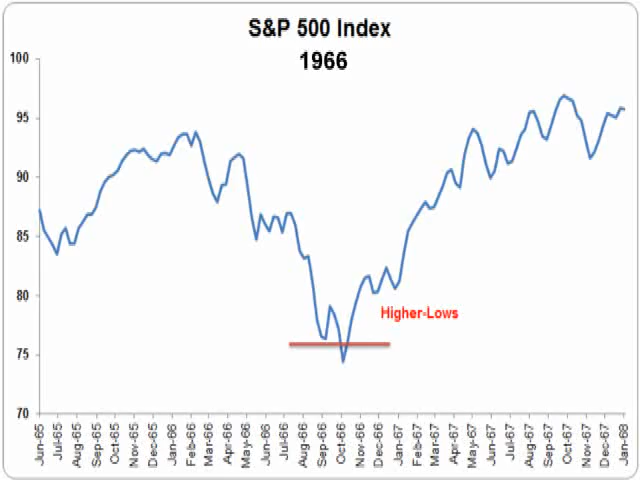 S&P 500 Index
1966
100
95
90
85
80
75
70
Higher-Lows
Jun-65
Jul-65
Aug-65
Sep-65
Oct-65
Nov-65
Dec-65
Jan-66
Feb-66
Mar-66
Apr-66
May-66
Jun-66
Jul-66
Aug-66
Sep-66
Oct-66
Nov-66
Dec-66
Jan-67
Feb-67
Mar-67
Apr-67
May-67
Jun-67
Jul-67
Aug-67
Sep-67
Oct-67
Nov-67
Dec-67
Jan-68